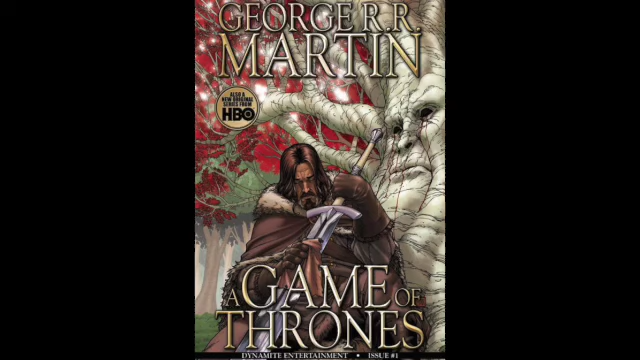 GEORGE R.R.
MARTIN
ALSO A
NEW ORIGINAL
SERIES FROM
HBO
A GAME OF
THRONES
DYNAMITE ENTERTAINMENT • ISSUE #1